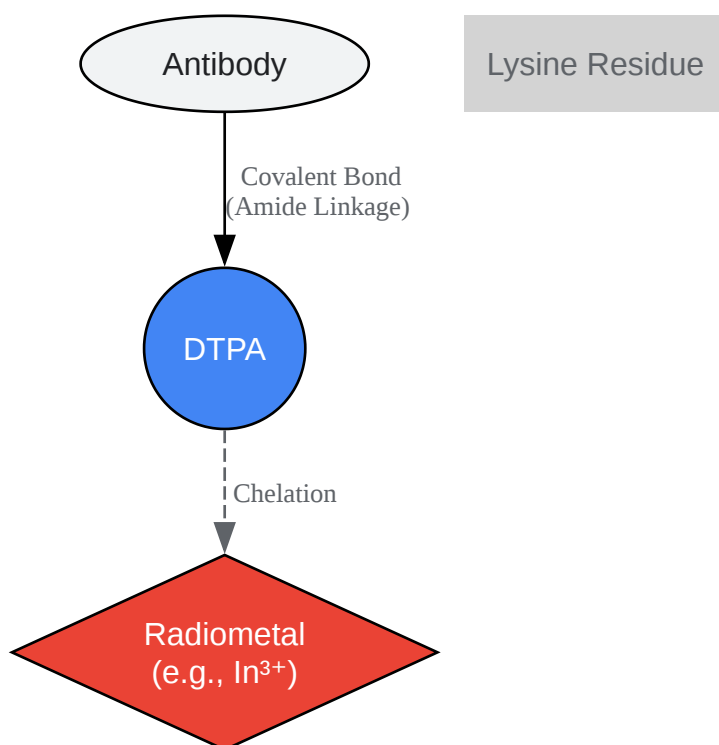 Antibody
Lysine Residue
Covalent Bond
(Amide Linkage)
DTPA
Chelation
Radiometal
(e.g., In³⁺)